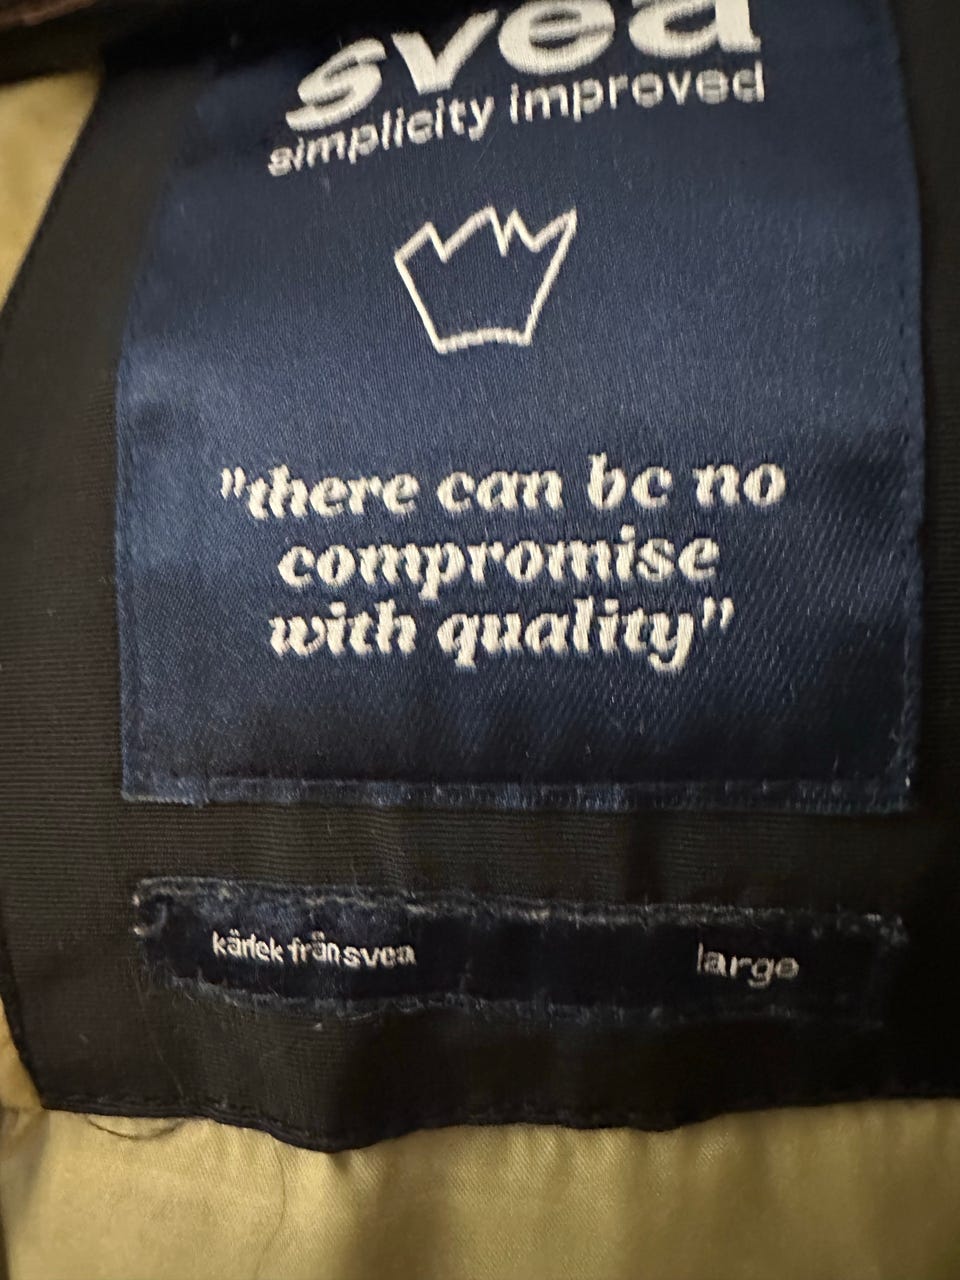 svea
simplicity improved
"there can be no
compromise
with quality"
kärlek från svea
large